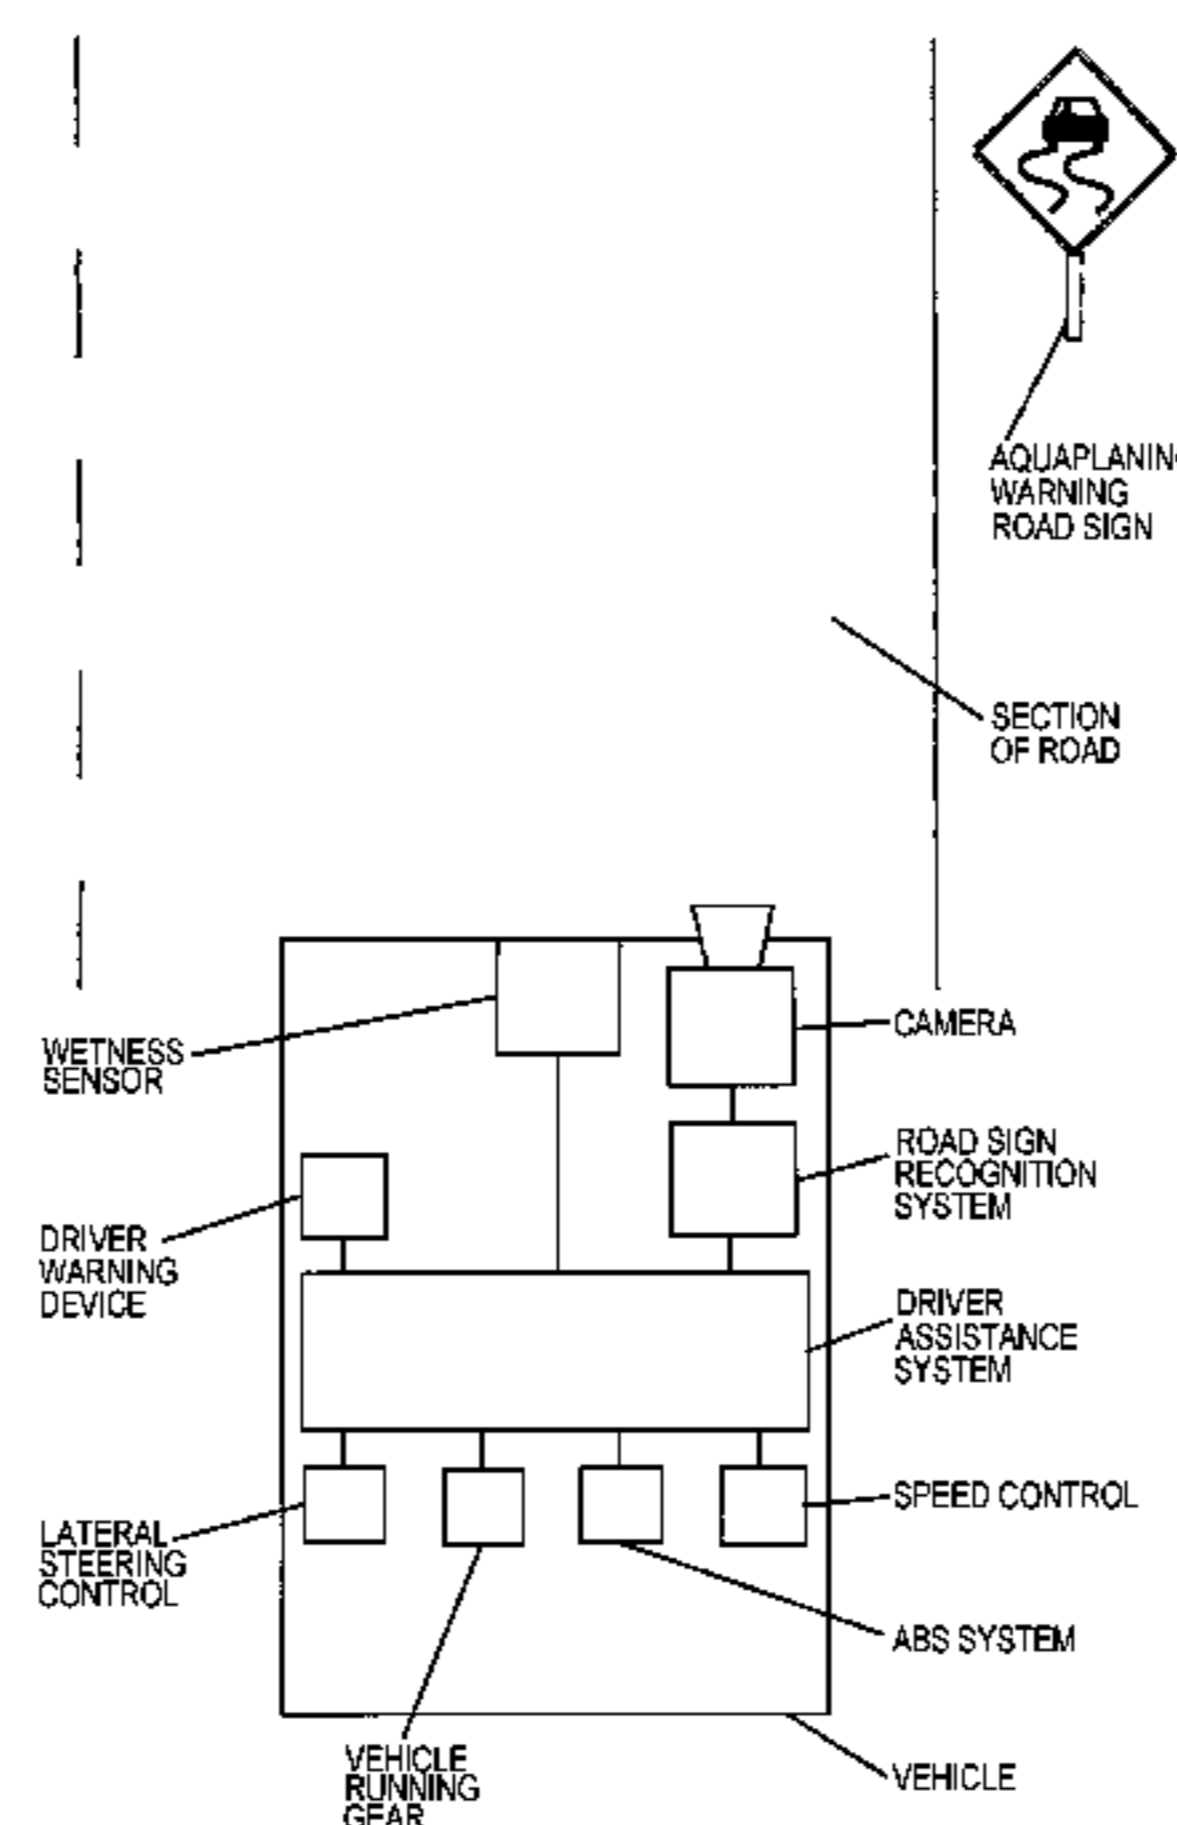 AQUAPLANING
WARNING
ROAD SIGN
SECTION
OF ROAD
CAMERA
WETNESS
SENSOR
ROAD SIGN
RECOGNITION
SYSTEM
DRIVER
WARNING
DEVICE
DRIVER
ASSISTANCE
SYSTEM
SPEED CONTROL
LATERAL
STEERING
CONTROL
ABS SYSTEM
VEHICLE
RUNNING
GEAR
VEHICLE